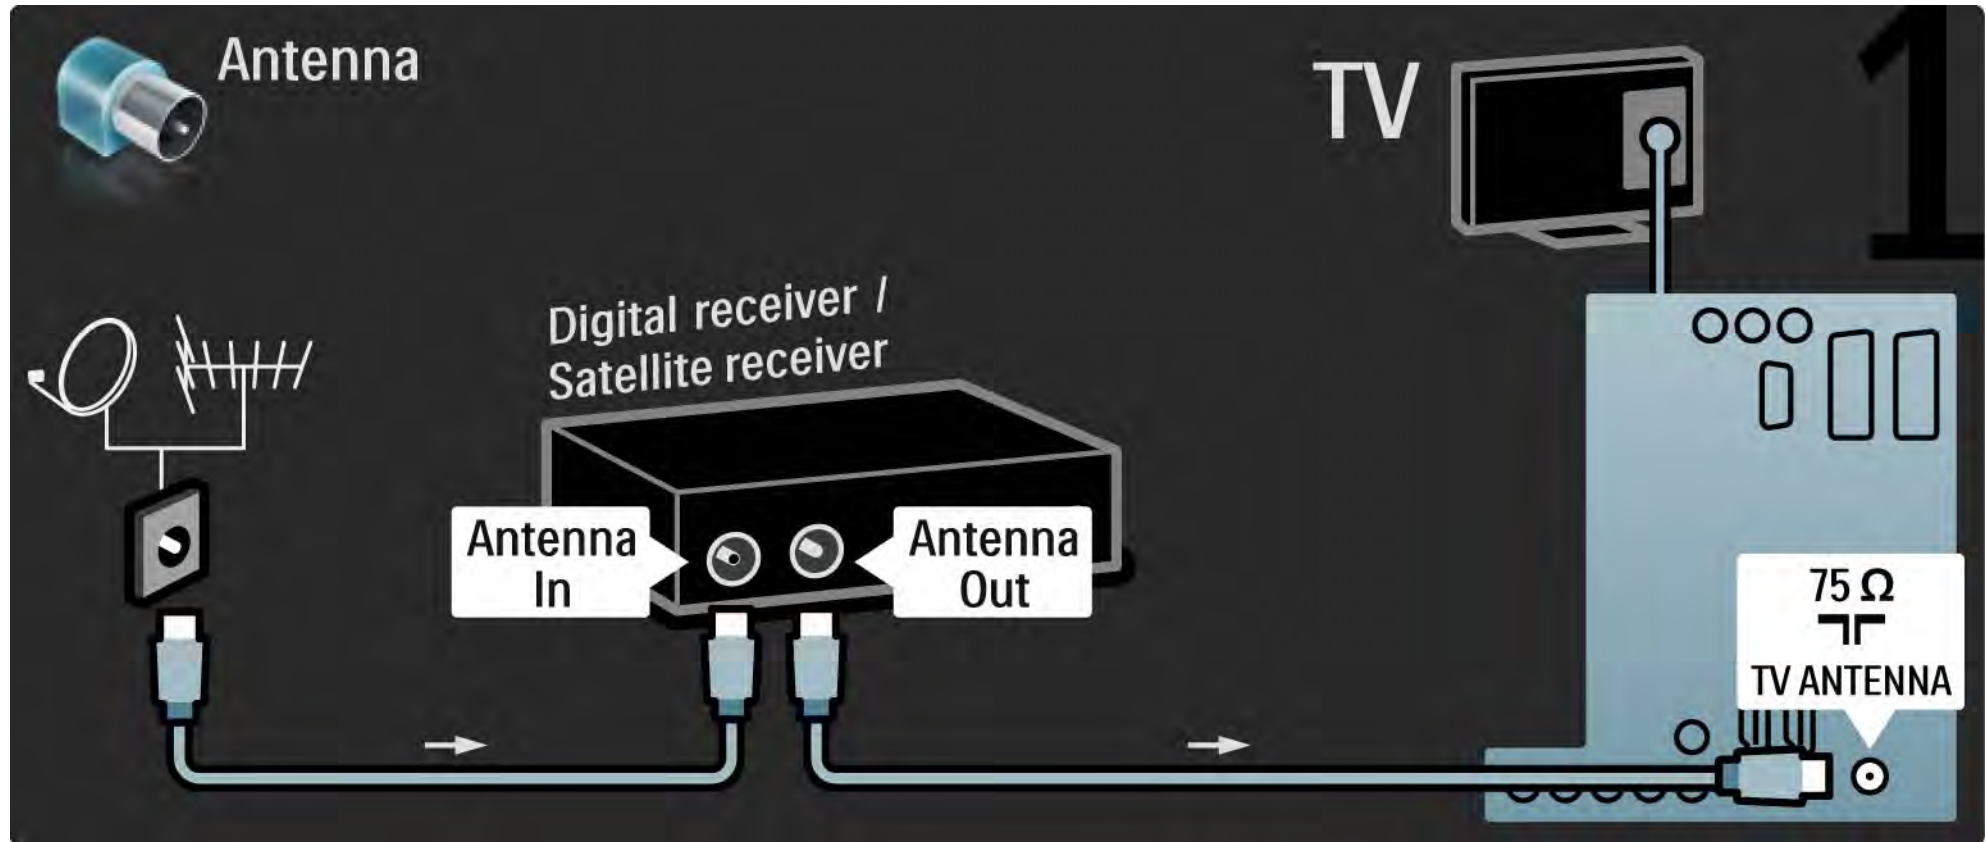 Antenna
TV
1
Digital receiver /
Satellite receiver
Antenna
In
Antenna
Out
75 Ω
TV ANTENNA